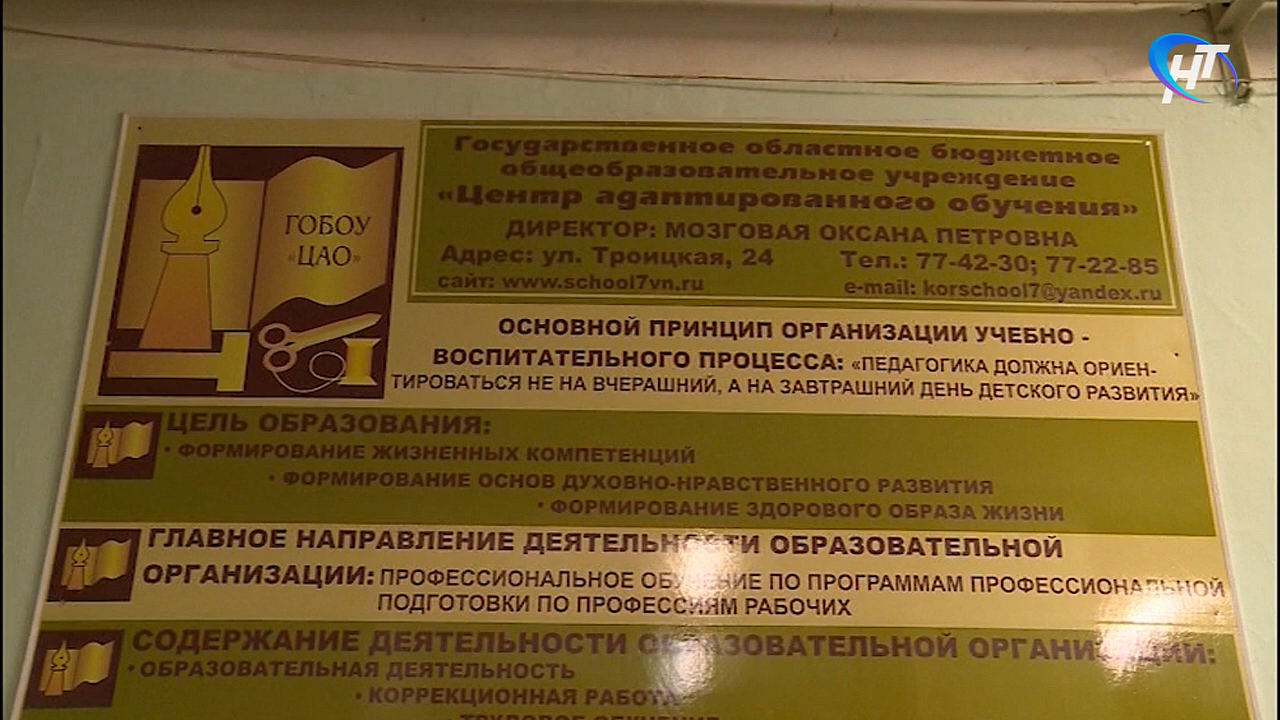 НТ
Государственное областное бюджетное
общеобразовательное учреждение
«Центр адаптированного обучения»
ДИРЕКТОР: МОЗГОВАЯ ОКСАНА ПЕТРОВНА
Адрес: ул. Троицкая, 24 Тел.: 77-42-30; 77-22-85
сайт: www.school7vn.ru e-mail: korschool7@yandex.ru
ГОБОУ
«ЦАО»
ОСНОВНОЙ ПРИНЦИП ОРГАНИЗАЦИИ УЧЕБНО -
ВОСПИТАТЕЛЬНОГО ПРОЦЕССА: «ПЕДАГОГИКА ДОЛЖНА ОРИЕН-
ТИРОВАТЬСЯ НЕ НА ВЧЕРАШНИЙ, А НА ЗАВТРАШНИЙ ДЕНЬ ДЕТСКОГО РАЗВИТИЯ»
ЦЕЛЬ ОБРАЗОВАНИЯ:
• ФОРМИРОВАНИЕ ЖИЗНЕННЫХ КОМПЕТЕНЦИЙ
• ФОРМИРОВАНИЕ ОСНОВ ДУХОВНО-НРАВСТВЕННОГО РАЗВИТИЯ
• ФОРМИРОВАНИЕ ЗДОРОВОГО ОБРАЗА ЖИЗНИ
ГЛАВНОЕ НАПРАВЛЕНИЕ ДЕЯТЕЛЬНОСТИ ОБРАЗОВАТЕЛЬНОЙ
ОРГАНИЗАЦИИ: ПРОФЕССИОНАЛЬНОЕ ОБУЧЕНИЕ ПО ПРОГРАММАМ ПРОФЕССИОНАЛЬНОЙ
ПОДГОТОВКИ ПО ПРОФЕССИЯМ РАБОЧИХ
СОДЕРЖАНИЕ ДЕЯТЕЛЬНОСТИ ОБРАЗОВАТЕЛЬНОЙ ОРГАНИЗАЦИИ:
• ОБРАЗОВАТЕЛЬНАЯ ДЕЯТЕЛЬНОСТЬ
• КОРРЕКЦИОННАЯ РАБОТА
• ТРУДОВОЕ ОБУЧЕНИЕ